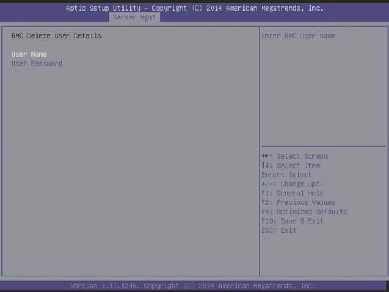 Aptio Setup Utility - Copyright (C) 2014 American Megatrends, Inc.
Server Mgmt
BMC Delete User Details
Enter BMC User Name
User Name
User Password
: Select Screen
: Select Item
Enter: Select
+/-: Change Opt.
F1: General Help
F2: Previous Values
F9: Optimized Defaults
F10: Save & Exit
ESC: Exit
Version 2.17.1246. Copyright (C) 2014 American Megatrends, Inc.